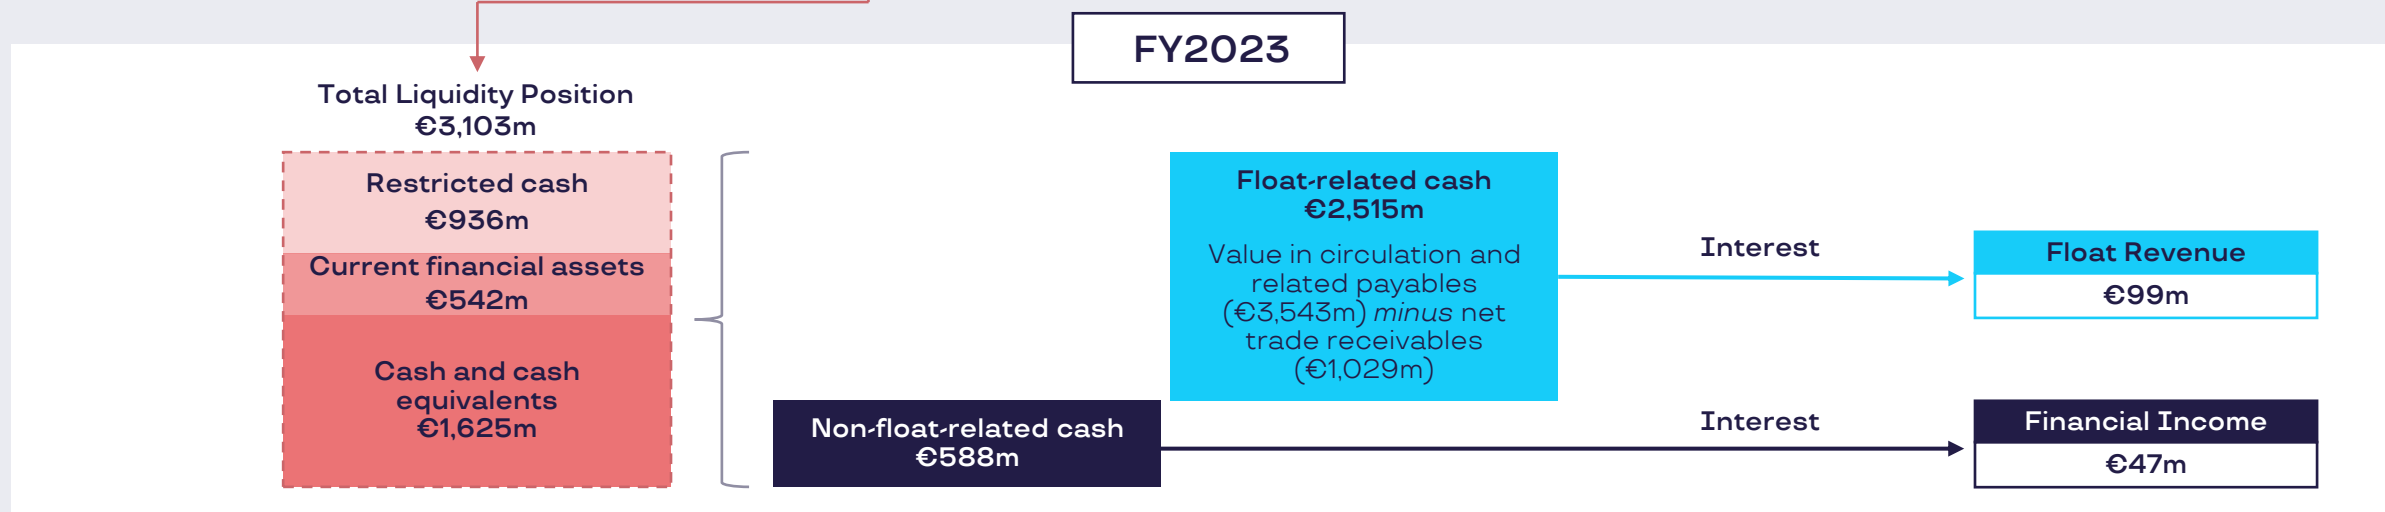 FY2023
Total Liquidity Position
€3,103m
Restricted cash
€936m
Current financial assets
€542m
Cash and cash
equivalents
€1,625m
Non-float-related cash
€588m
Float-related cash
€2,515m
Value in circulation and
related payables
(€3,543m) minus net
trade receivables
(€1,029m)
Interest
Float Revenue
€99m
Interest
Financial Income
€47m